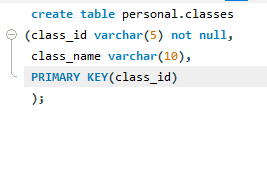 create table personal.classes
(class_id varchar(5) not null,
class_name varchar(10),
PRIMARY KEY(class_id)
);